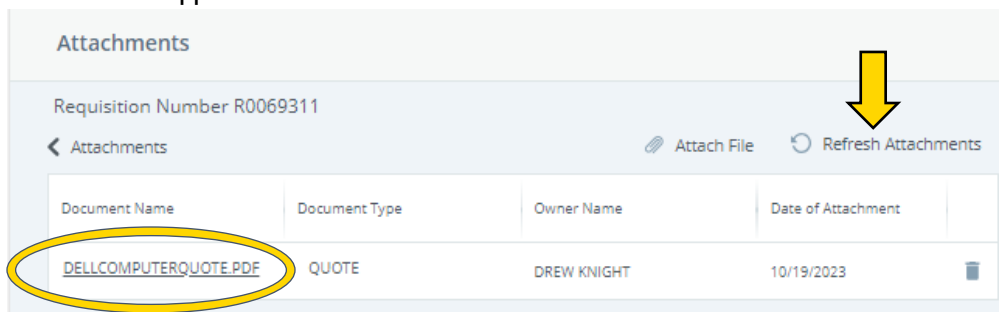 Attachments
Requisition Number R0069311
Attachments Attach File Refresh Attachments
Document Name Document Type Owner Name Date of Attachment
DELLCOMPUTERQUOTE.PDF QUOTE DREW KNIGHT 10/19/2023